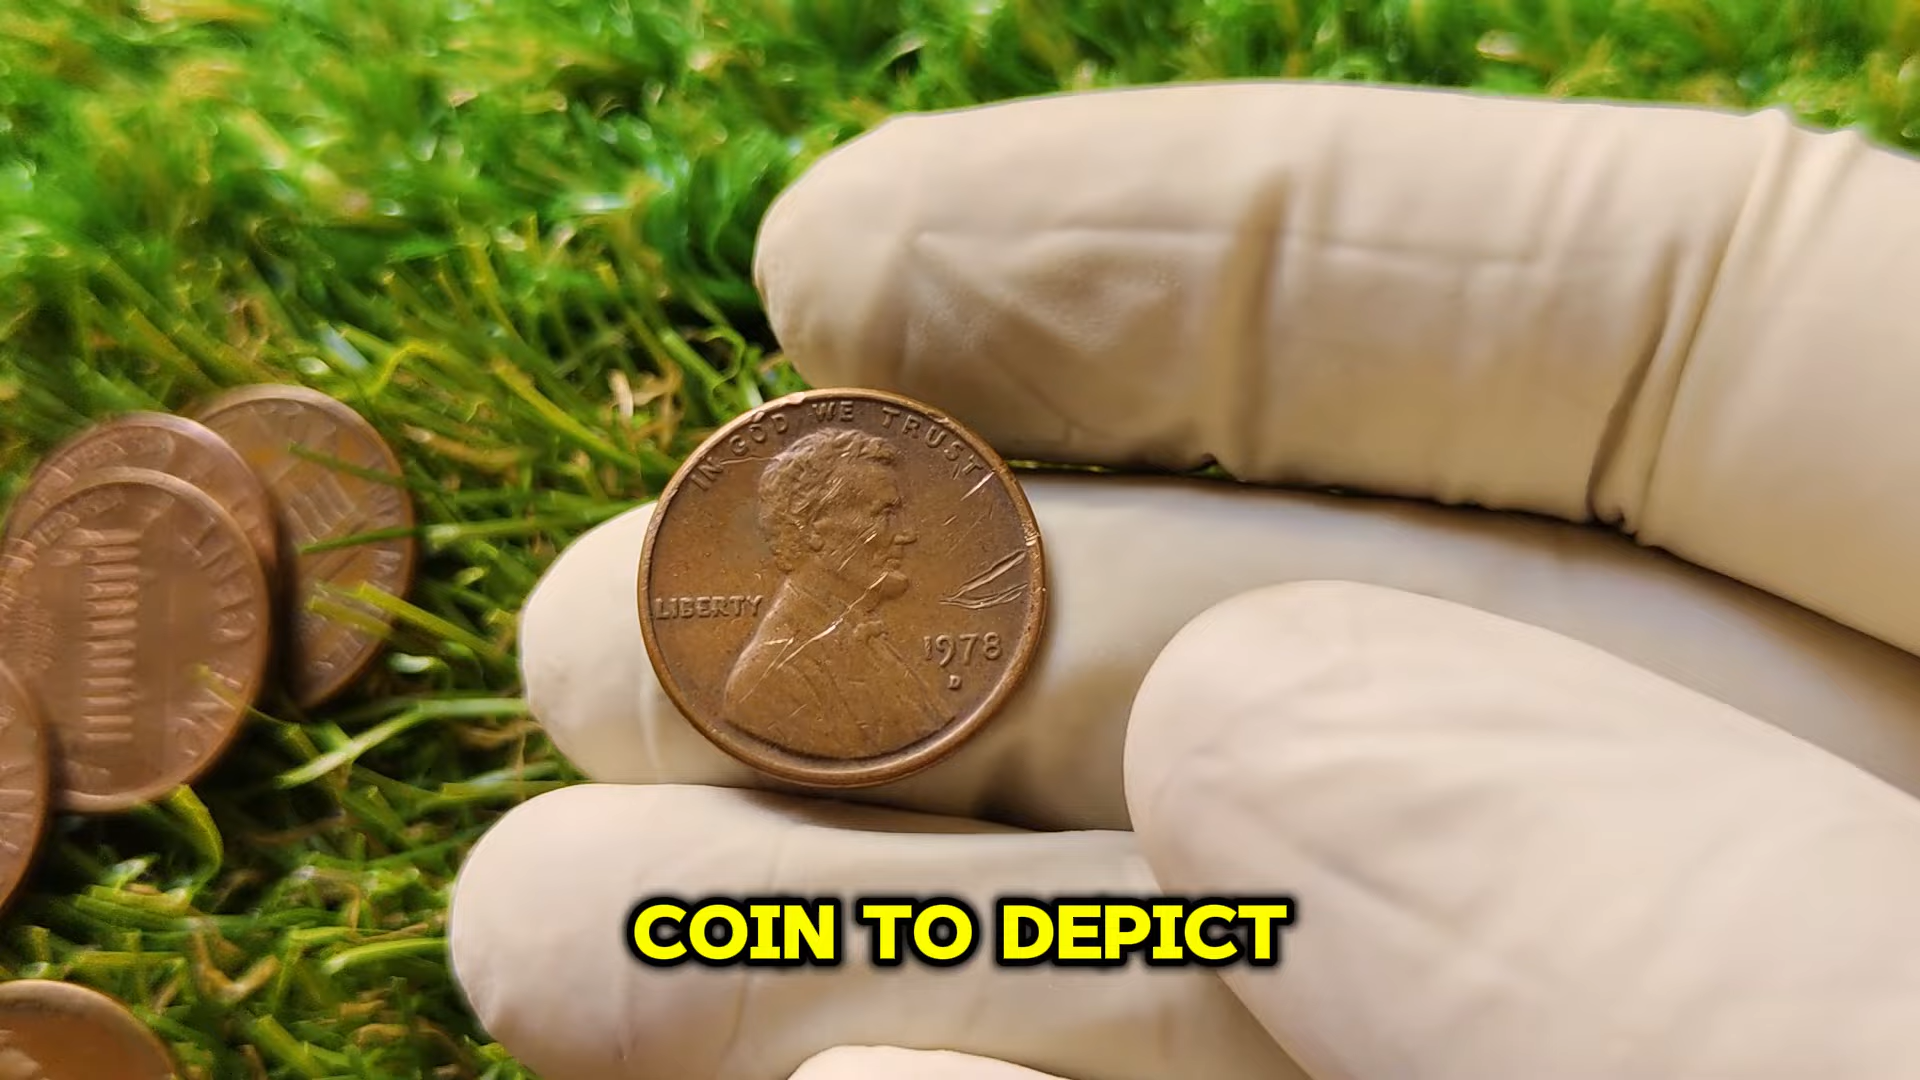 IN GOD WE TRUST
LIBERTY
1978
D
COIN TO DEPICT